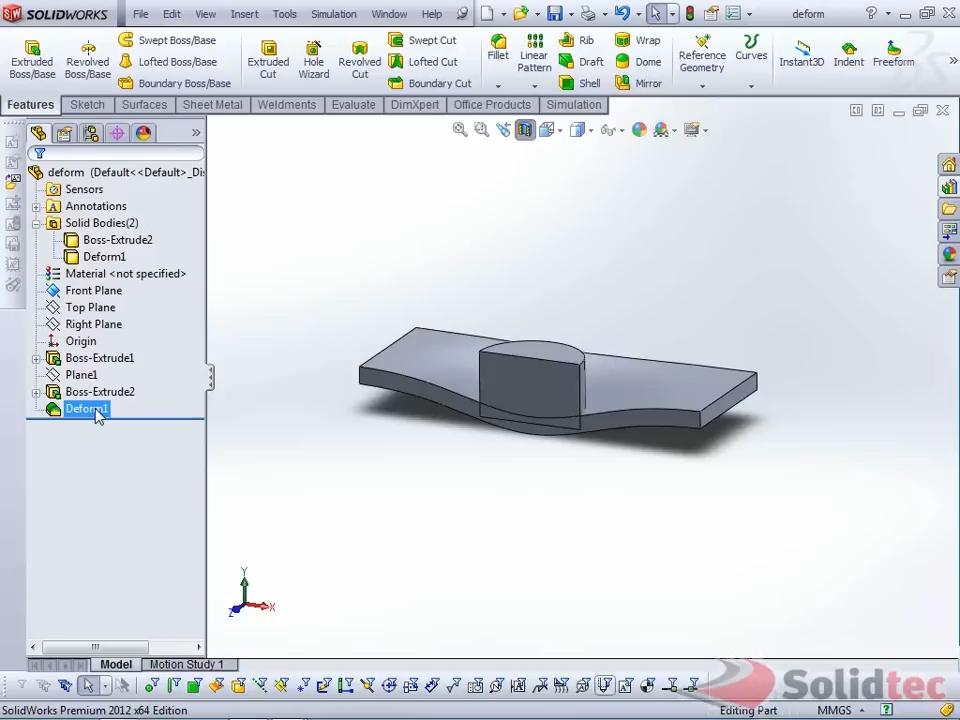 SOLIDWORKS File Edit View Insert Tools Simulation Window Help deform
Extruded Boss/Base
Revolved Boss/Base
Swept Boss/Base
Lofted Boss/Base
Boundary Boss/Base
Extruded Cut
Hole Wizard
Revolved Cut
Swept Cut
Lofted Cut
Boundary Cut
Fillet
Linear Pattern
Rib
Draft
Shell
Wrap
Dome
Mirror
Reference Geometry
Curves
Instant3D
Indent
Freeform
Features Sketch Surfaces Sheet Metal Weldments Evaluate DimXpert Office Products Simulation
deform (Default<<Default>_Dis
Sensors
Annotations
Solid Bodies(2)
Boss-Extrude2
Deform1
Material <not specified>
Front Plane
Top Plane
Right Plane
Origin
Boss-Extrude1
Plane1
Boss-Extrude2
Deform1
Y
X
Z
Model Motion Study 1
Solidtec
SolidWorks Premium 2012 x64 Edition Editing Part MMGS